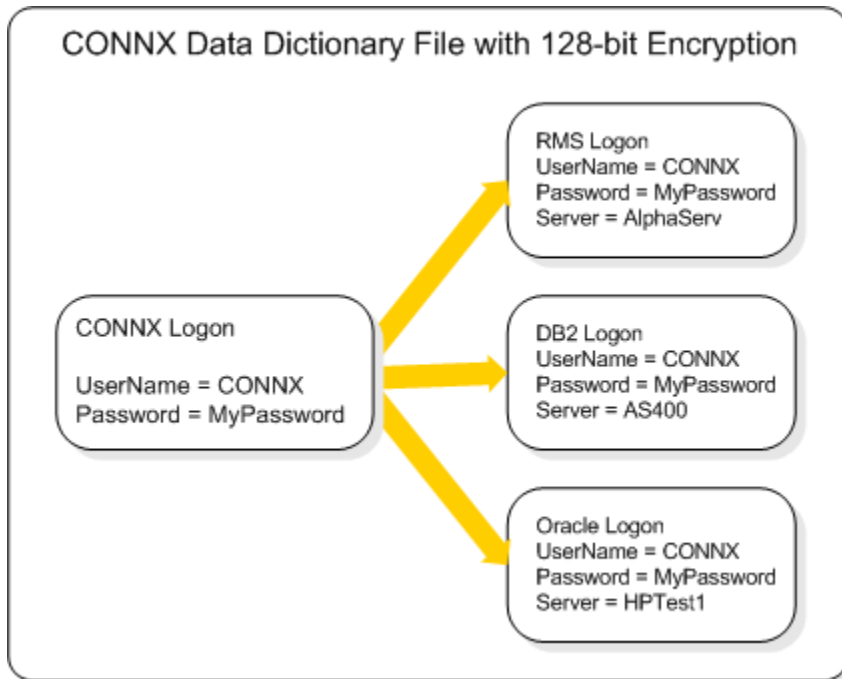 CONNX Data Dictionary File with 128-bit Encryption
CONNX Logon
UserName = CONNX
Password = MyPassword
RMS Logon
UserName = CONNX
Password = MyPassword
Server = AlphaServ
DB2 Logon
UserName = CONNX
Password = MyPassword
Server = AS400
Oracle Logon
UserName = CONNX
Password = MyPassword
Server = HPTest1